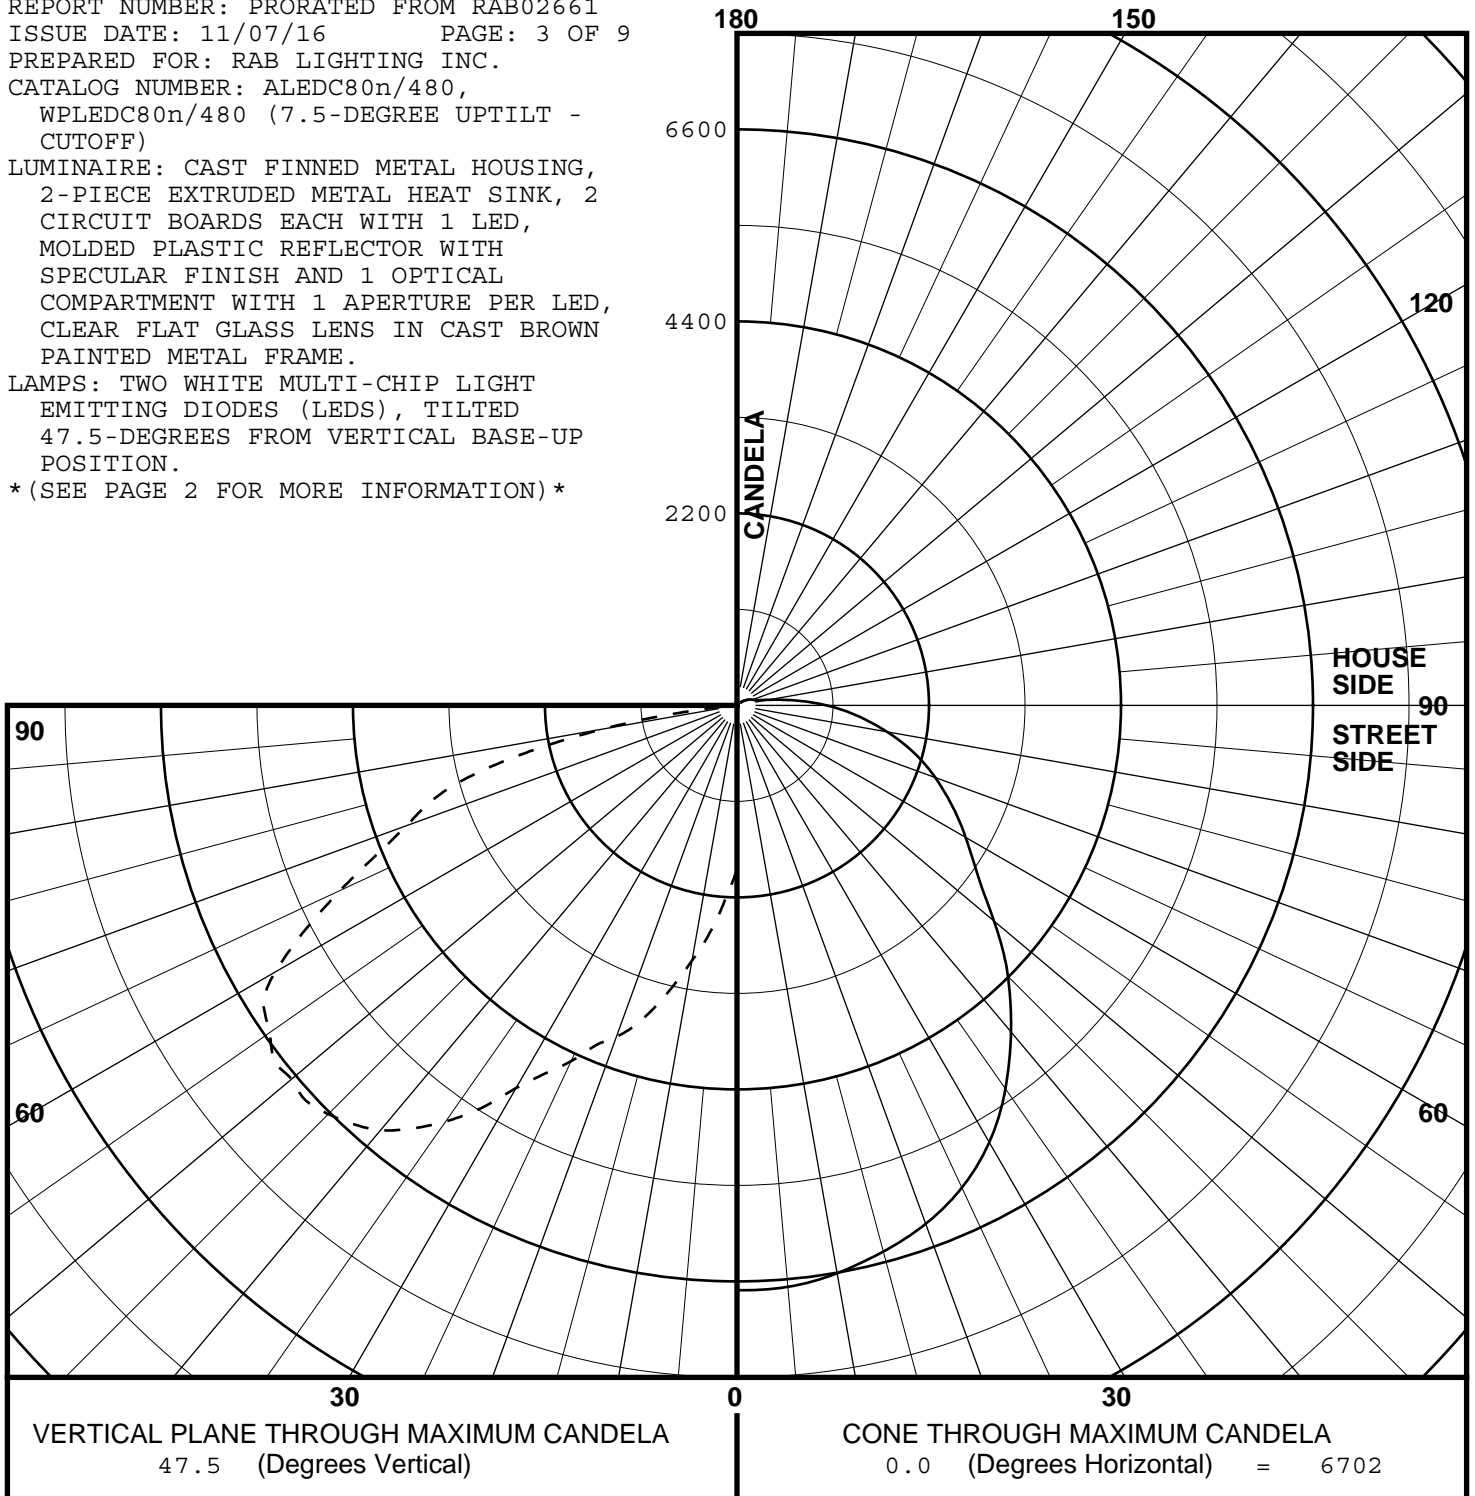 REPORT NUMBER: PRORATED FROM RAB02661
ISSUE DATE: 11/07/16 PAGE: 3 OF 9
PREPARED FOR: RAB LIGHTING INC.
CATALOG NUMBER: ALEDC80n/480,
WPLEDC80n/480 (7.5-DEGREE UPTILT -
CUTOFF)
LUMINAIRE: CAST FINNED METAL HOUSING,
2-PIECE EXTRUDED METAL HEAT SINK, 2
CIRCUIT BOARDS EACH WITH 1 LED,
MOLDED PLASTIC REFLECTOR WITH
SPECULAR FINISH AND 1 OPTICAL
COMPARTMENT WITH 1 APERTURE PER LED,
CLEAR FLAT GLASS LENS IN CAST BROWN
PAINTED METAL FRAME.
LAMPS: TWO WHITE MULTI-CHIP LIGHT
EMITTING DIODES (LEDS), TILTED
47.5-DEGREES FROM VERTICAL BASE-UP
POSITION.
*(SEE PAGE 2 FOR MORE INFORMATION)*
180
150
6600
4400
2200
CANDELA
120
HOUSE
SIDE
90
STREET
SIDE
90
60
60
30
0
30
VERTICAL PLANE THROUGH MAXIMUM CANDELA
47.5 (Degrees Vertical)
CONE THROUGH MAXIMUM CANDELA
0.0 (Degrees Horizontal) = 6702